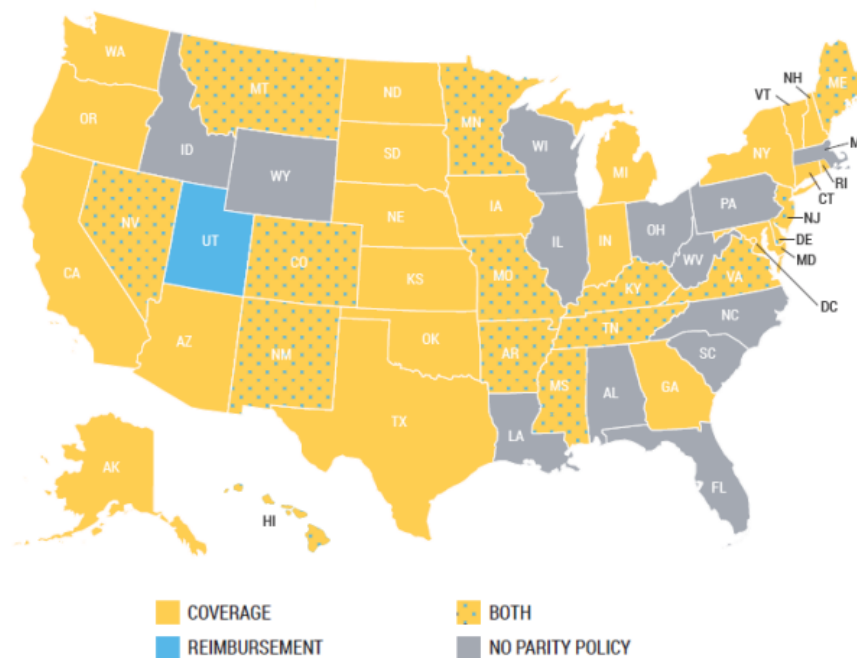 WA
NH
ME
MT
ND
VT
MN
OR
ID
SD
WI
NY
M
WY
MI
RI
CT
IA
PA
NE
NJ
NV
OH
IN
DE
UT
IL
CO
WV
MD
VA
CA
KS
MO
KY
DC
NC
TN
OK
AZ
NM
AR
SC
MS
AL
GA
TX
LA
AK
FL
HI
COVERAGE
BOTH
REIMBURSEMENT
NO PARITY POLICY